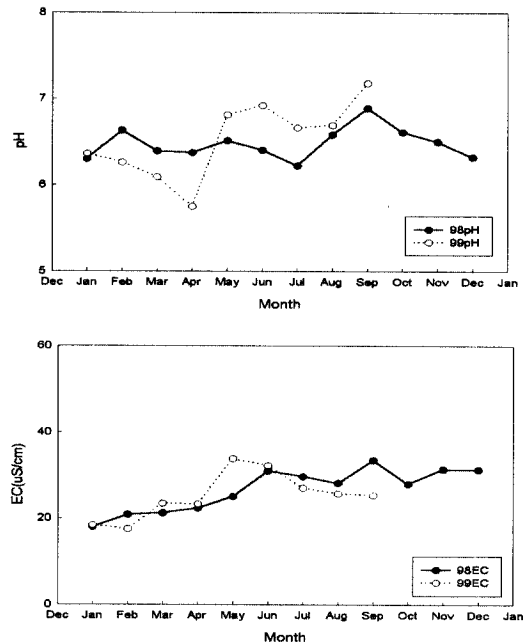 8
7
pH
6
5
98pH
99pH
Dec Jan Feb Mar Apr May Jun Jul Aug Sep Oct Nov Dec Jan
Month
60
40
EC(uS/cm)
20
0
98EC
99EC
Dec Jan Feb Mar Apr May Jun Jul Aug Sep Oct Nov Dec Jan
Month